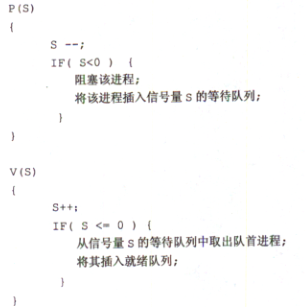 P(S)
{
S --;
IF( S<0 ) {
阻塞该进程;
将该进程插入信号量 S 的等待队列;
}
}
V(S)
{
S++;
IF( S <= 0 ) {
从信号量 S 的等待队列中取出队首进程;
将其插入就绪队列;
}
}